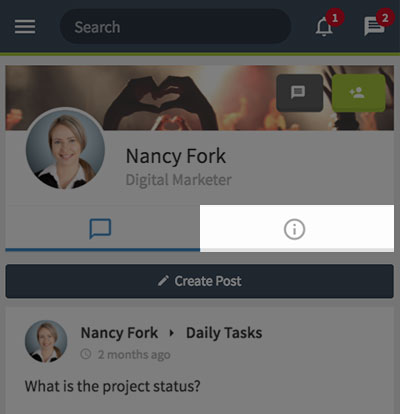 Search
1
2
Nancy Fork
Digital Marketer
Create Post
Nancy Fork Daily Tasks
2 months ago
What is the project status?